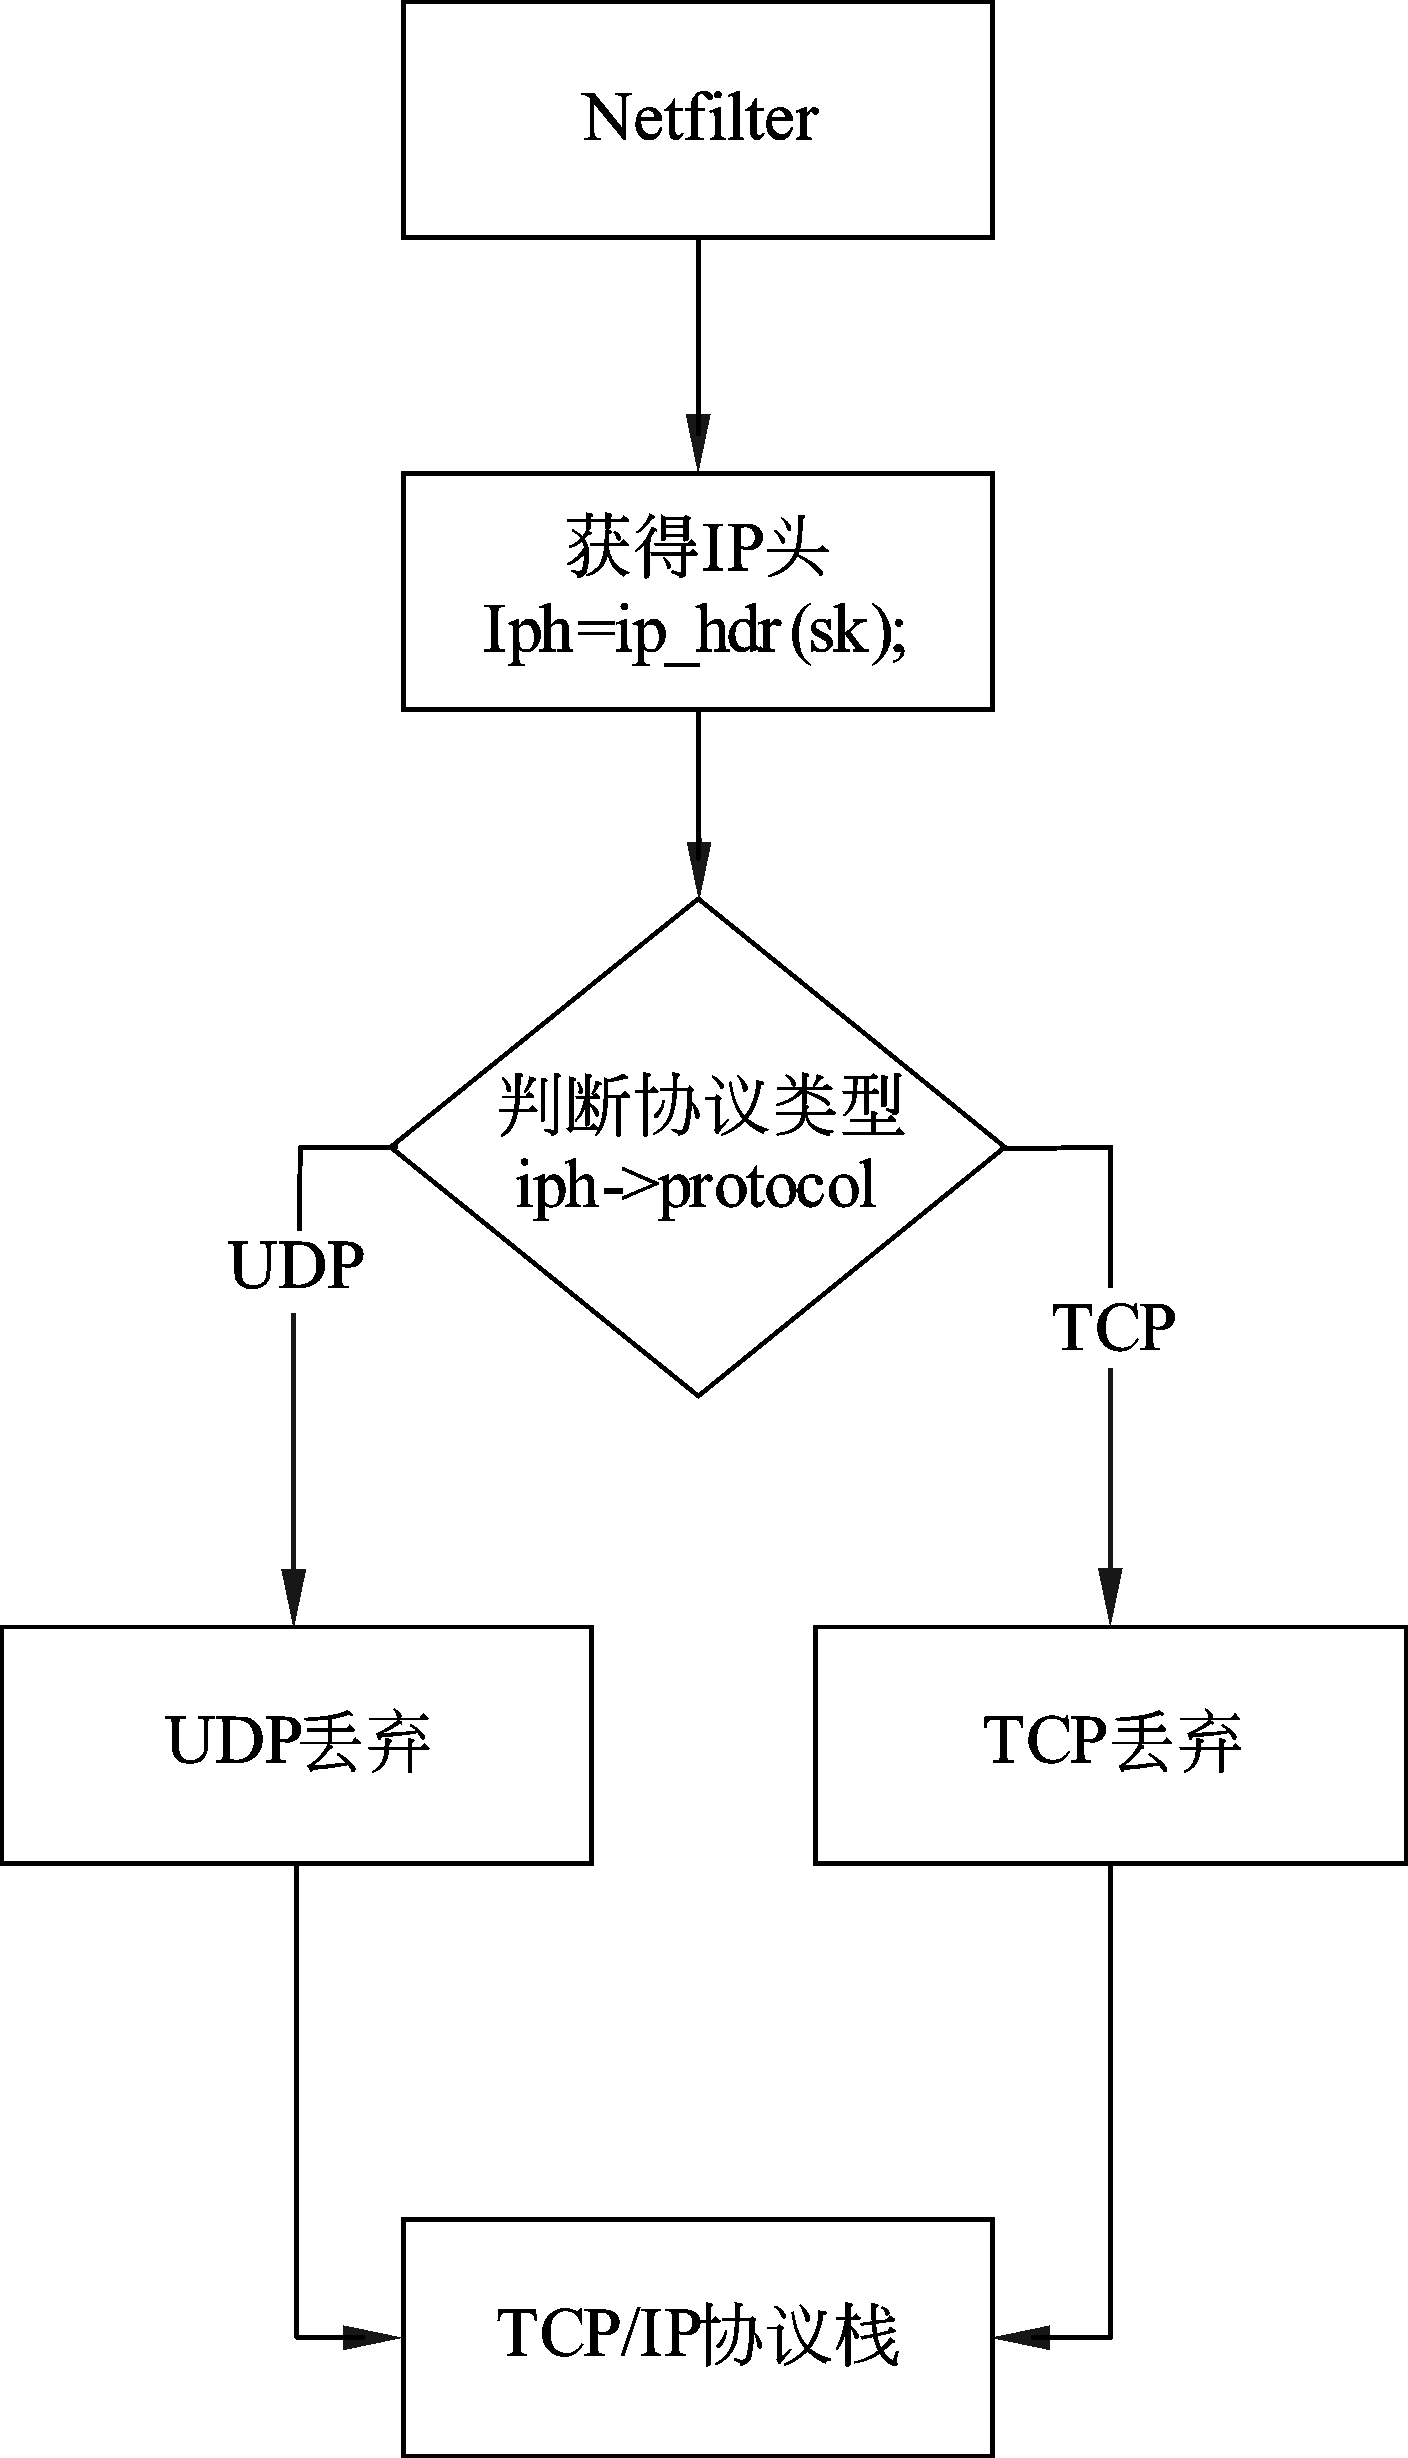 Netfilter
获得IP头
Iph=ip_hdr(sk);
判断协议类型
iph->protocol
UDP
TCP
UDP丢弃
TCP丢弃
TCP/IP协议栈